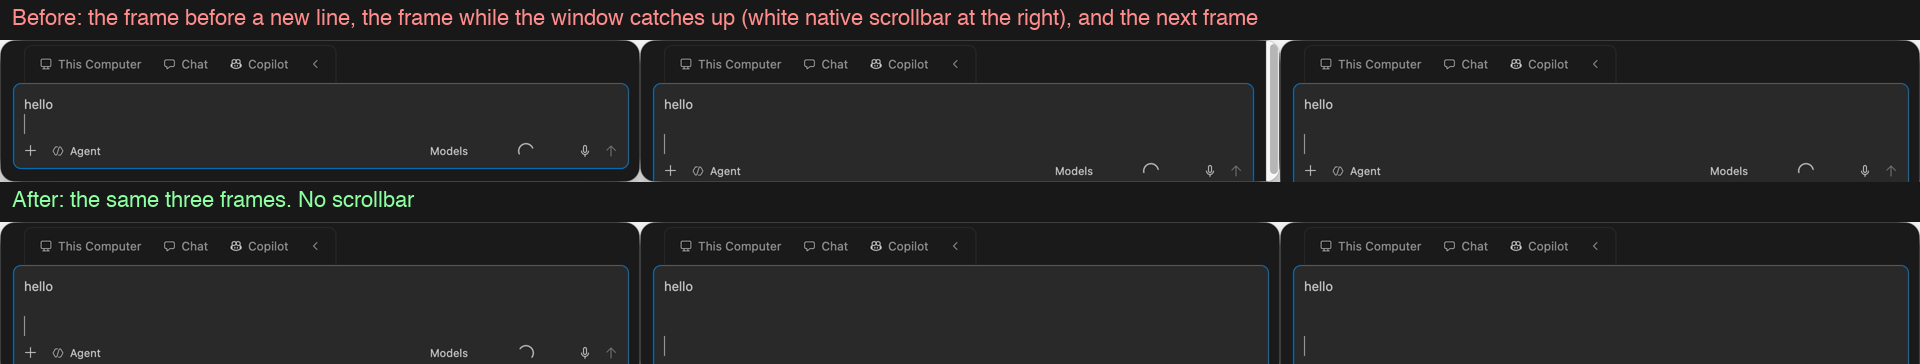 Before: the frame before a new line, the frame while the window catches up (white native scrollbar at the right), and the next frame
This Computer Chat Copilot
hello
Agent Models
This Computer Chat Copilot
hello
Agent Models
This Computer Chat Copilot
hello
Agent Models
After: the same three frames. No scrollbar
This Computer Chat Copilot
hello
Agent Models
This Computer Chat Copilot
hello
This Computer Chat Copilot
hello